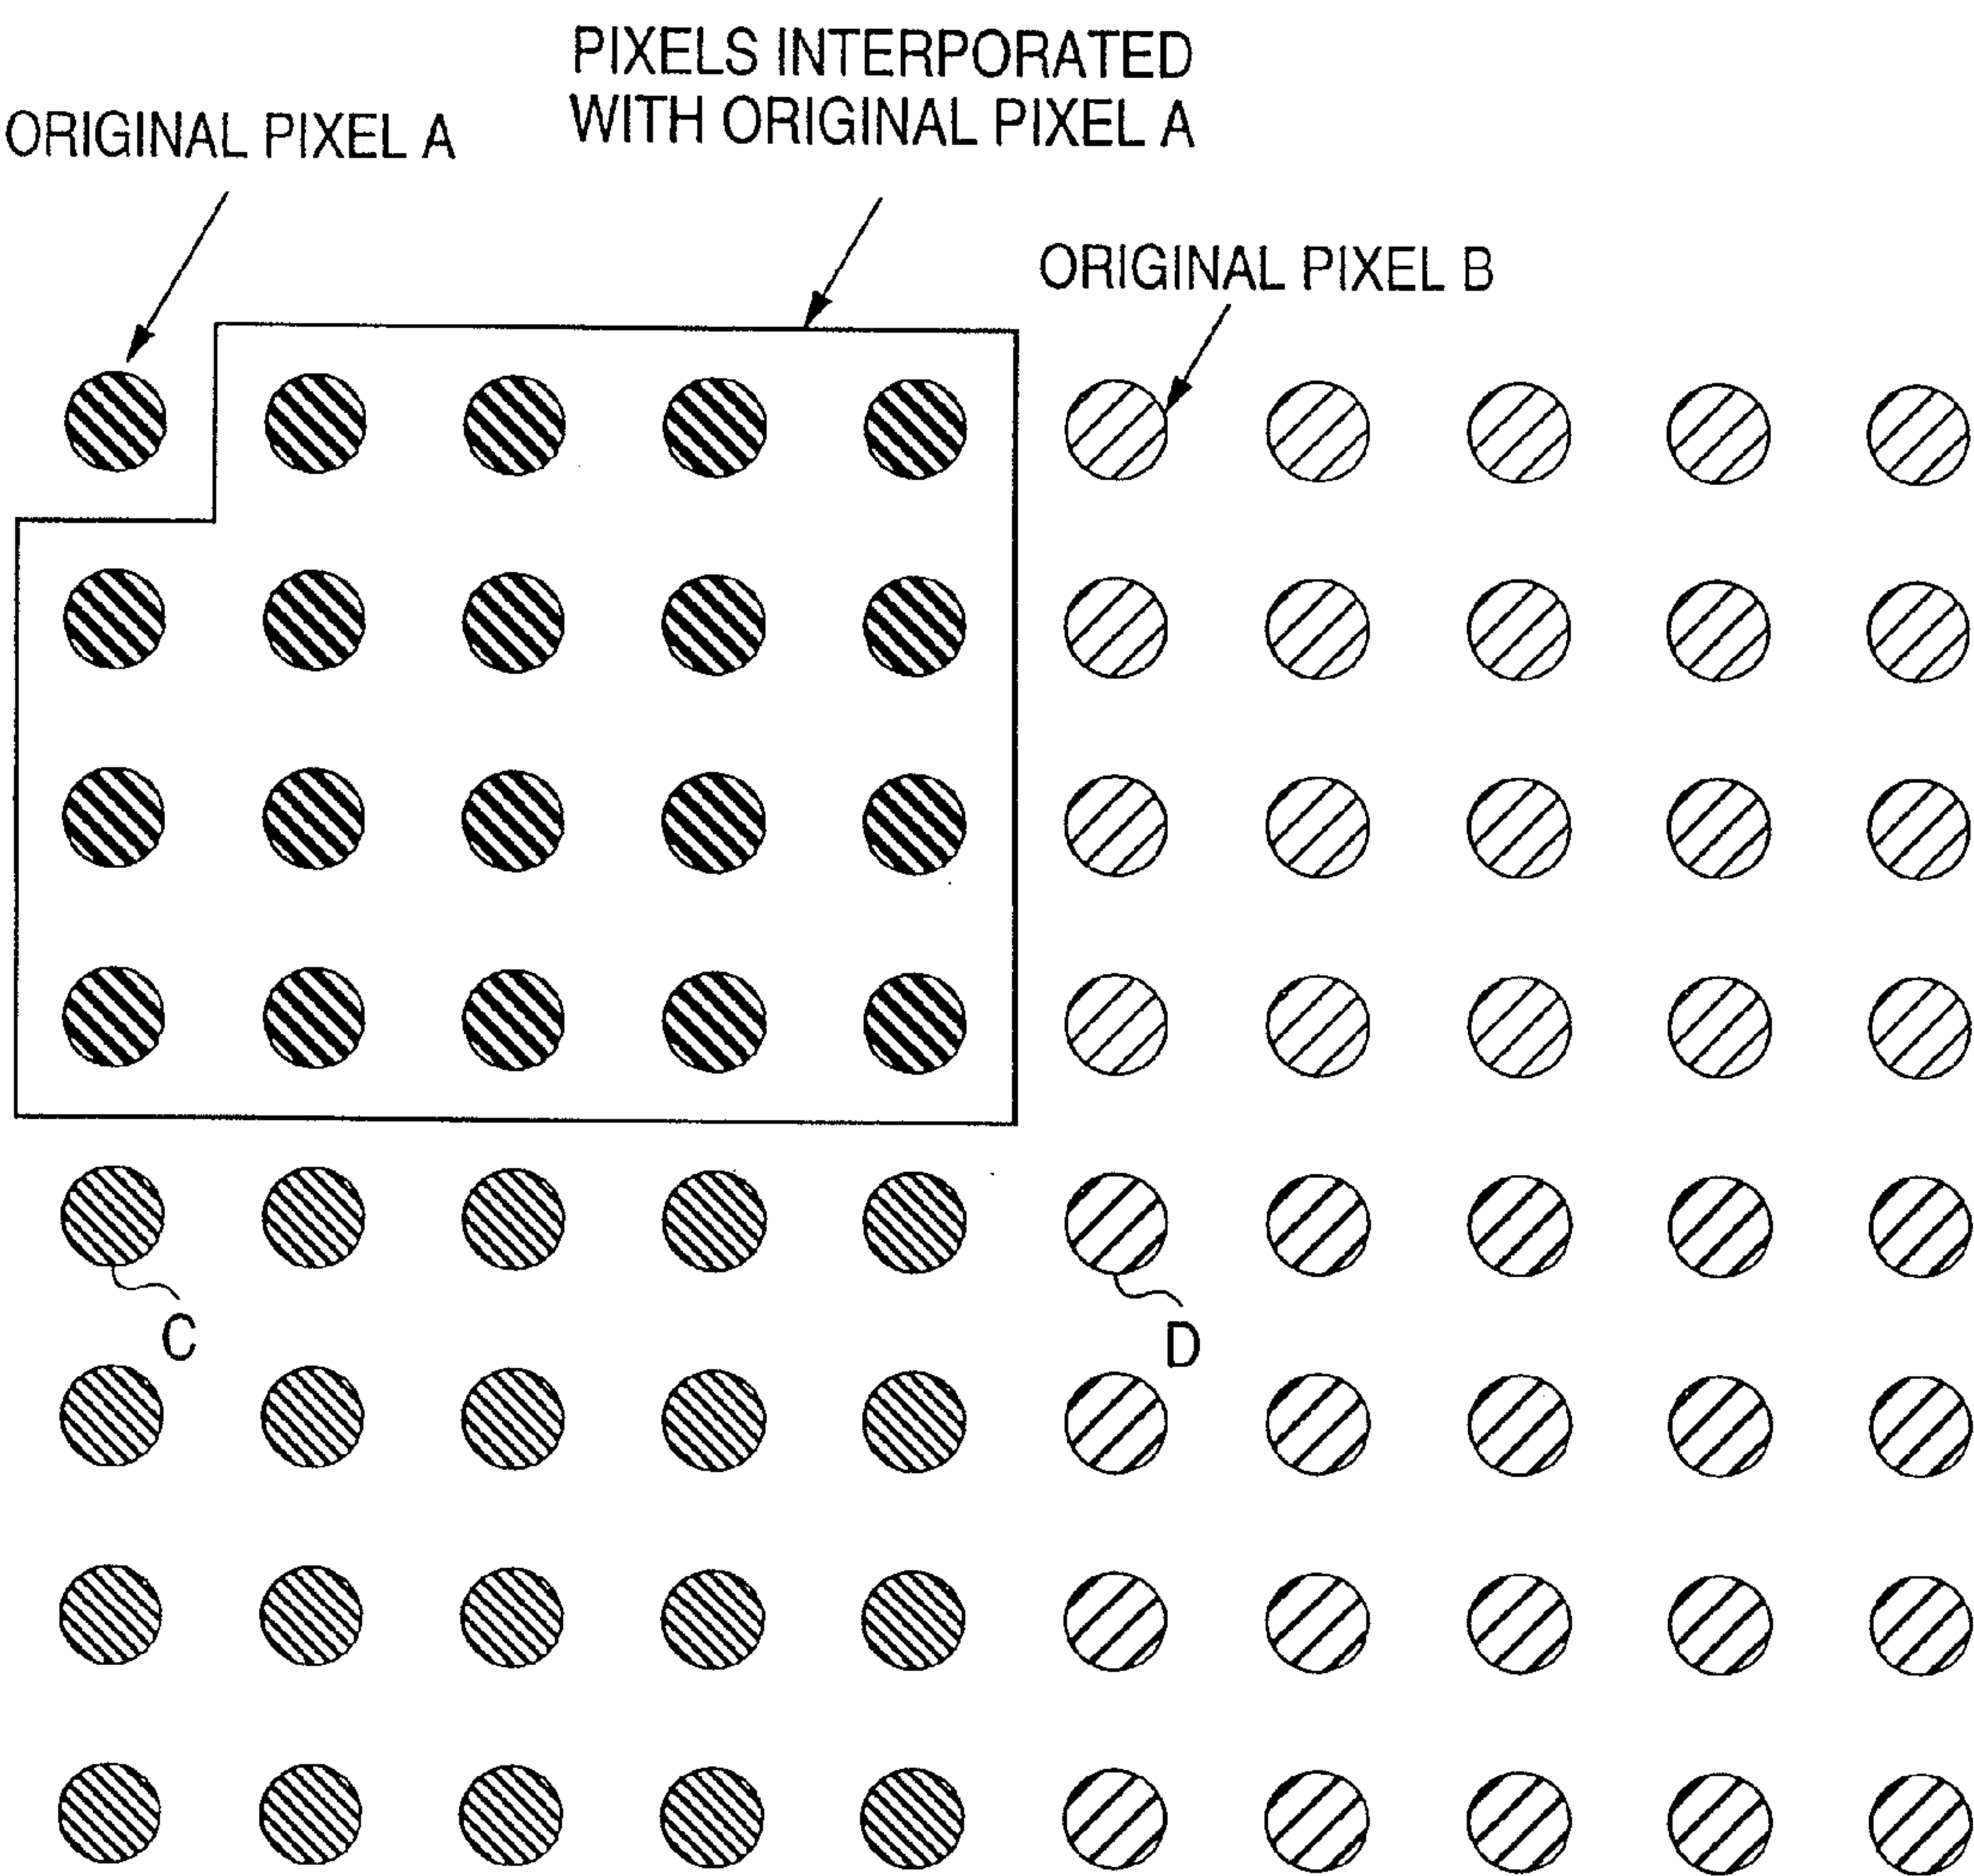 PIXELS INTERPORATED
WITH ORIGINAL PIXEL A
ORIGINAL PIXEL A
ORIGINAL PIXEL B
C
D